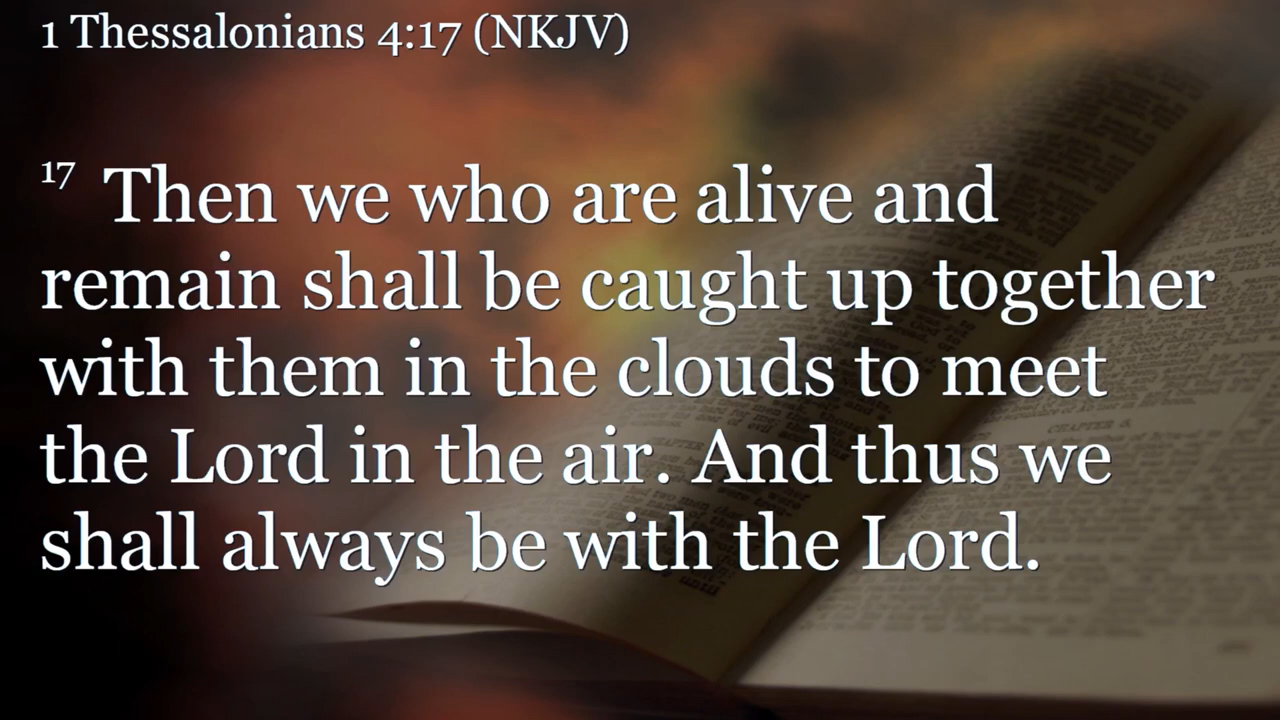 1 Thessalonians 4:17 (NKJV)
17 Then we who are alive and
remain shall be caught up together
with them in the clouds to meet
the Lord in the air. And thus we
shall always be with the Lord.